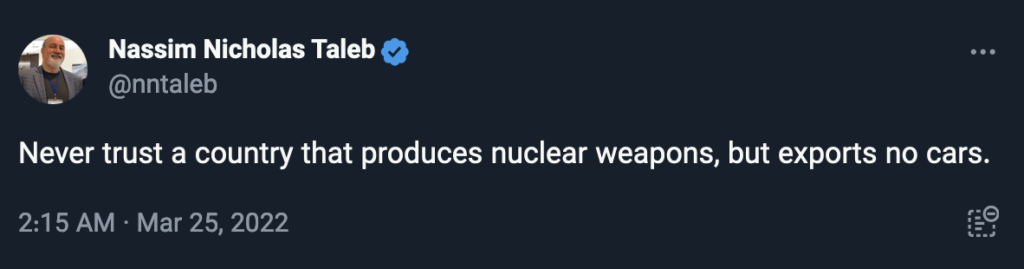 Nassim Nicholas Taleb
@nntaleb
Never trust a country that produces nuclear weapons, but exports no cars.
2:15 AM · Mar 25, 2022